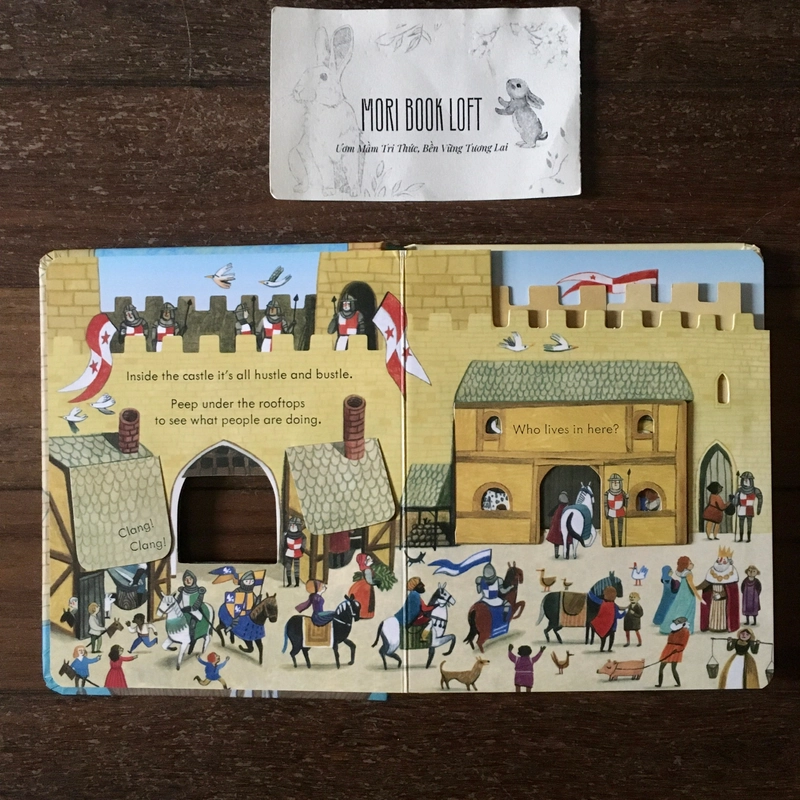 MORI BOOK LOFT
Ươm Mầm Tri Thức, Bền Vững Tương Lai
Inside the castle it's all hustle and bustle.
Peep under the rooftops
to see what people are doing.
Who lives in here?
Clang!
Clang!